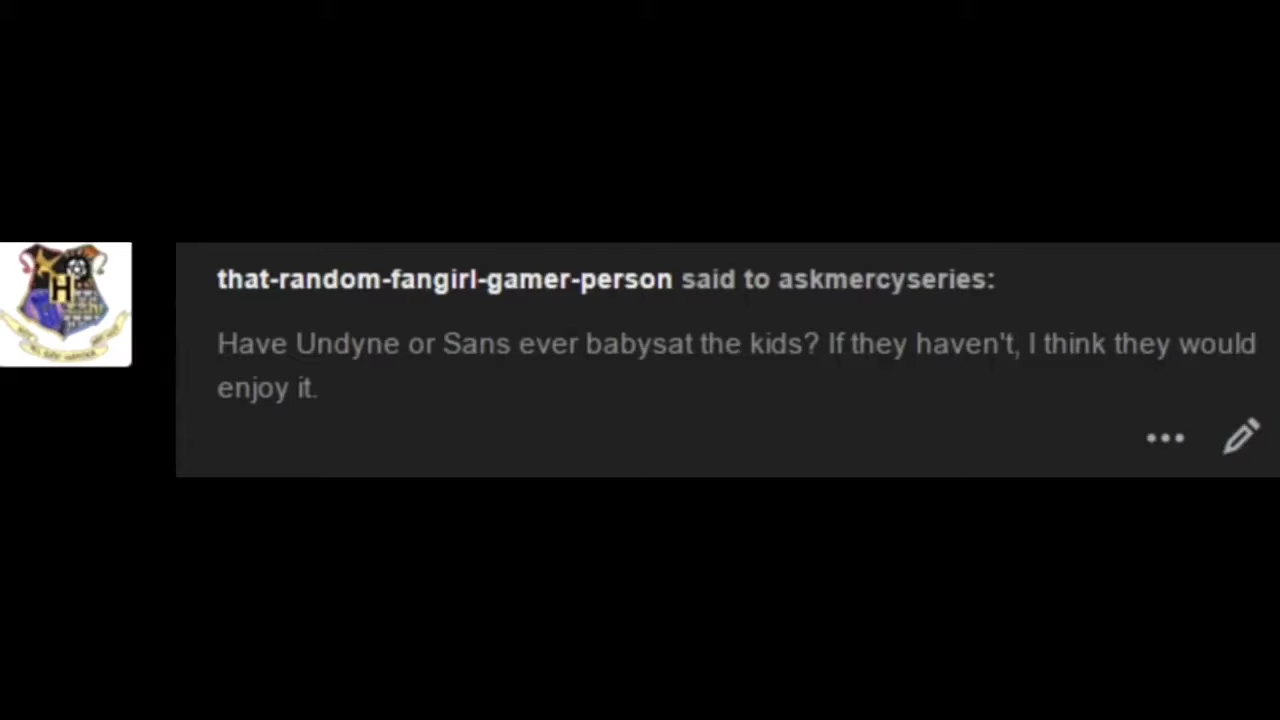 that-random-fangirl-gamer-person said to askmercyseries:
Have Undyne or Sans ever babysat the kids? If they haven't, I think they would
enjoy it.
H